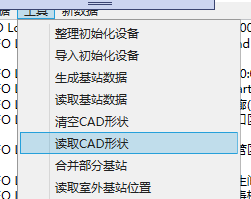 据 工具 新数据
整理初始化设备
导入初始化设备
生成基站数据
读取基站数据
清空CAD形状
读取CAD形状
合并部分基站
读取室外基站位置